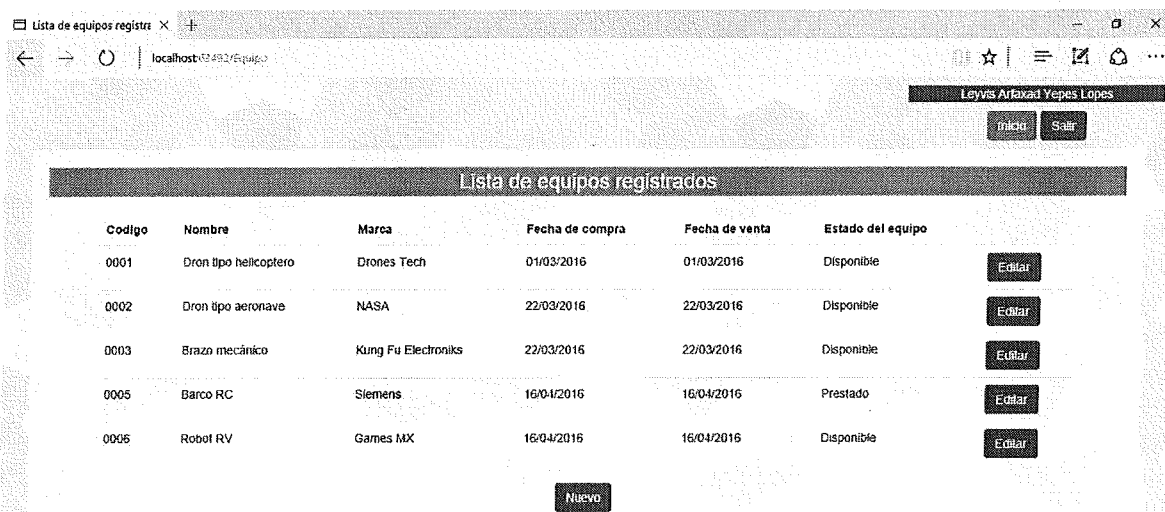 Lista de equipos registra
localhost:62492/Equipo
Leyvis Arfaxad Yepes Lopes
Inicio Salir
Lista de equipos registrados
Codigo Nombre Marca Fecha de compra Fecha de venta Estado del equipo
0001 Dron tipo helicoptero Drones Tech 01/03/2016 01/03/2016 Disponible Editar
0002 Dron tipo aeronave NASA 22/03/2016 22/03/2016 Disponible Editar
0003 Brazo mecánico Kung Fu Electroniks 22/03/2016 22/03/2016 Disponible Editar
0005 Barco RC Siemens 16/04/2016 16/04/2016 Prestado Editar
0006 Robot RV Games MX 16/04/2016 16/04/2016 Disponible Editar
Nuevo